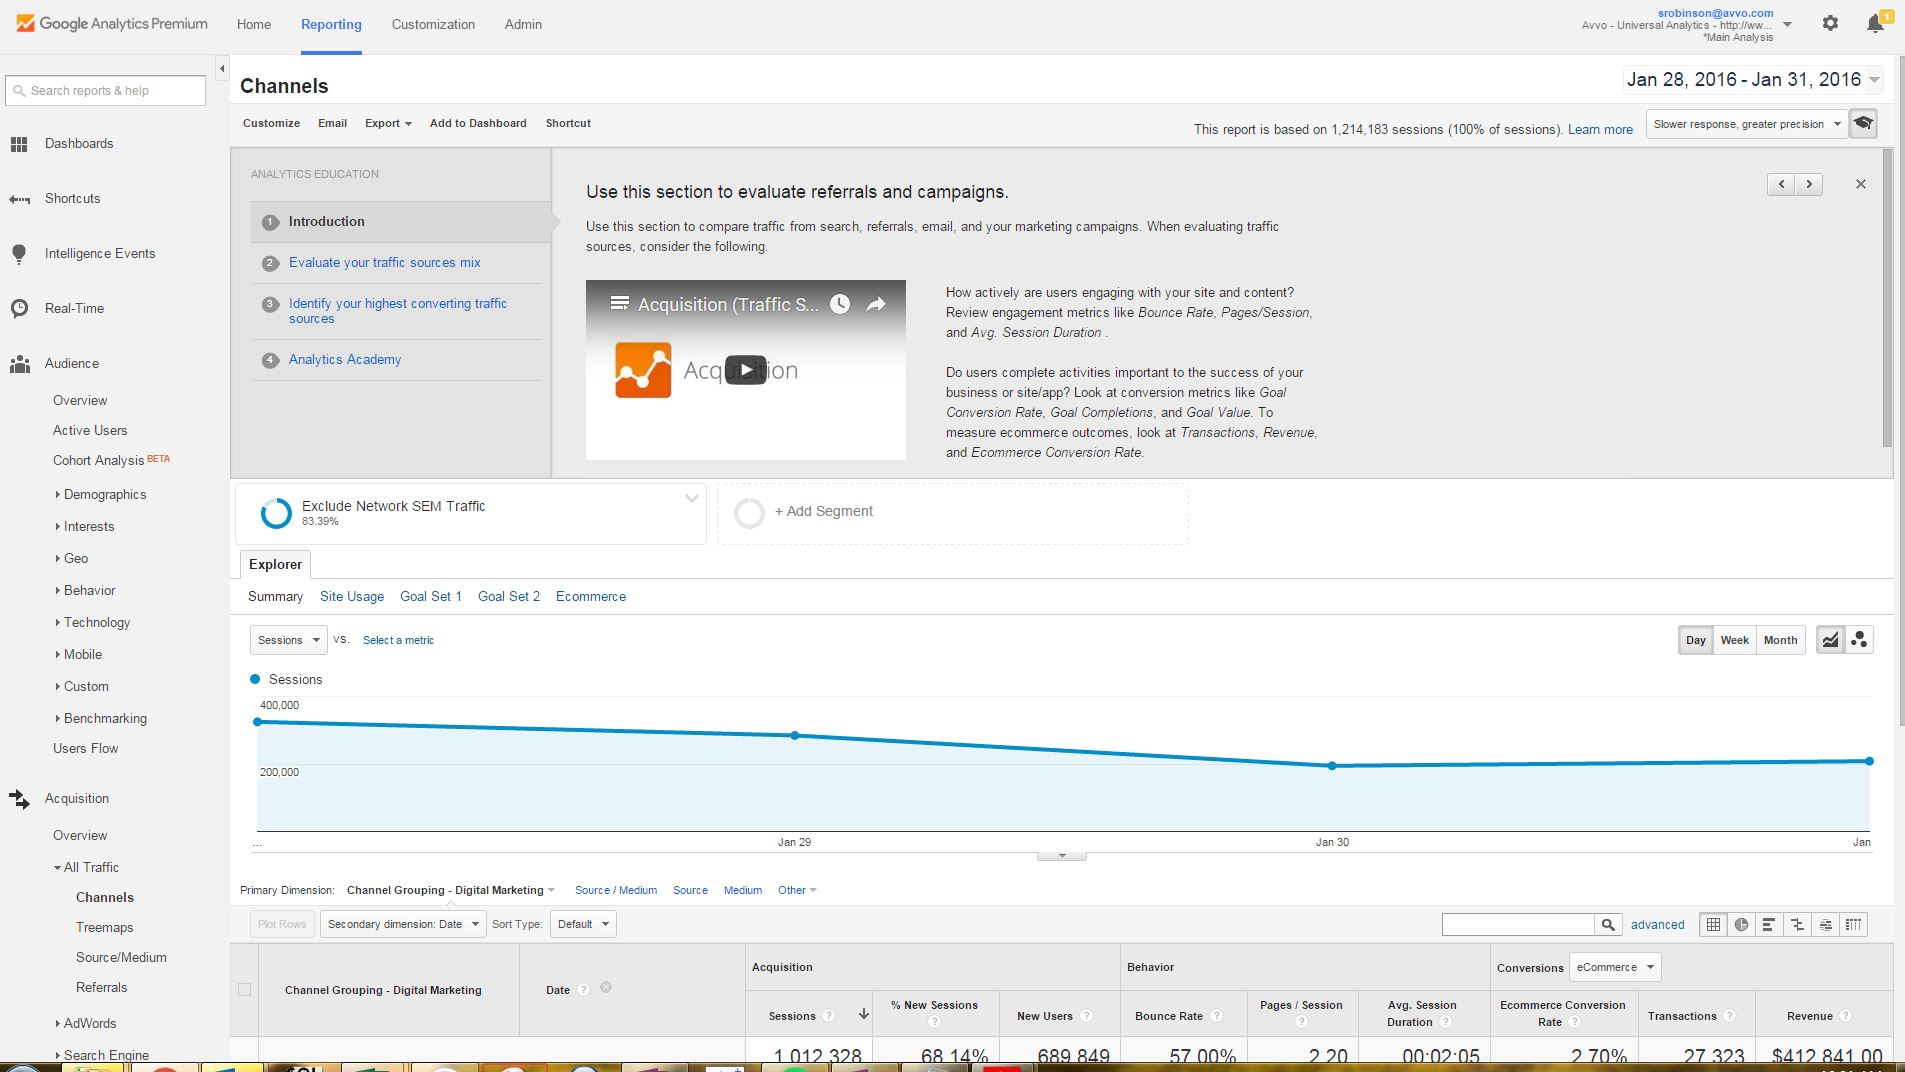 Google Analytics Premium
Home
Reporting
Customization
Admin
srobinson@avvo.com
Avvo - Universal Analytics - http://ww...
*Main Analysis
1
Search reports & help
Dashboards
Shortcuts
Intelligence Events
Real-Time
Audience
Overview
Active Users
Cohort Analysis BETA
Demographics
Interests
Geo
Behavior
Technology
Mobile
Custom
Benchmarking
Users Flow
Acquisition
Overview
All Traffic
Channels
Treemaps
Source/Medium
Referrals
AdWords
Search Engine
Channels
Jan 28, 2016 - Jan 31, 2016
Customize
Email
Export
Add to Dashboard
Shortcut
This report is based on 1,214,183 sessions (100% of sessions). Learn more
Slower response, greater precision
ANALYTICS EDUCATION
1 Introduction
2 Evaluate your traffic sources mix
3 Identify your highest converting traffic
sources
4 Analytics Academy
Use this section to evaluate referrals and campaigns.
Use this section to compare traffic from search, referrals, email, and your marketing campaigns. When evaluating traffic
sources, consider the following.
Acquisition (Traffic S...
Acquisition
How actively are users engaging with your site and content?
Review engagement metrics like Bounce Rate, Pages/Session,
and Avg. Session Duration .
Do users complete activities important to the success of your
business or site/app? Look at conversion metrics like Goal
Conversion Rate, Goal Completions, and Goal Value. To
measure ecommerce outcomes, look at Transactions, Revenue,
and Ecommerce Conversion Rate.
Exclude Network SEM Traffic
83.39%
+ Add Segment
Explorer
Summary
Site Usage
Goal Set 1
Goal Set 2
Ecommerce
Sessions
VS.
Select a metric
Day
Week
Month
Sessions
400,000
200,000
...
Jan 29
Jan 30
Jan
Primary Dimension:
Channel Grouping - Digital Marketing
Source / Medium
Source
Medium
Other
Plot Rows
Secondary dimension: Date
Sort Type:
Default
advanced
Channel Grouping - Digital Marketing
Date
Acquisition
Behavior
Conversions
eCommerce
Sessions
% New Sessions
New Users
Bounce Rate
Pages / Session
Avg. Session
Duration
Ecommerce Conversion
Rate
Transactions
Revenue
1,012,328
68.14%
689,849
57.00%
2.20
00:02:05
2.70%
27,323
$412,841.00